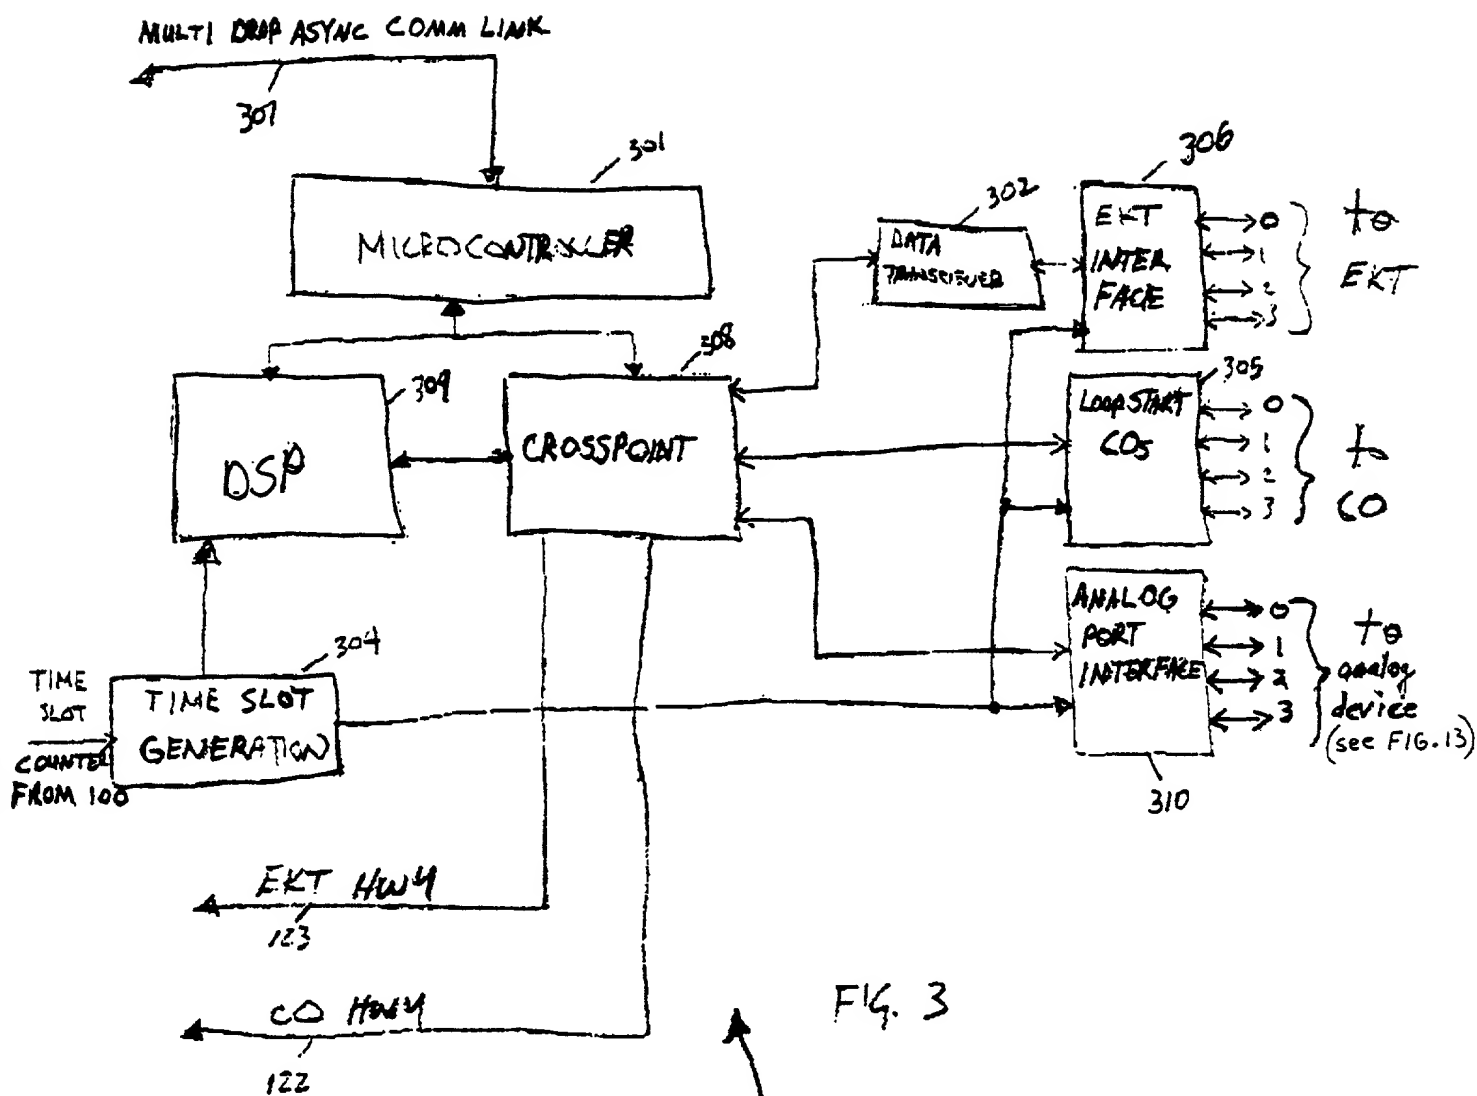 MULTI DROP ASYNC COMM LINK
307
301
MICROCONTROLLER
302
DATA
TRANSCIEVER
306
EKT
INTER
FACE
0
1
2
3
to
EKT
309
DSP
308
CROSSPOINT
305
LOOP START
COs
0
1
2
3
to
CO
ANALOG
PORT
INTERFACE
0
1
2
3
to
analog
device
(see FIG. 13)
310
304
TIME
SLOT
COUNTER
FROM 100
TIME SLOT
GENERATION
EKT HWY
123
CO HWY
122
FIG. 3